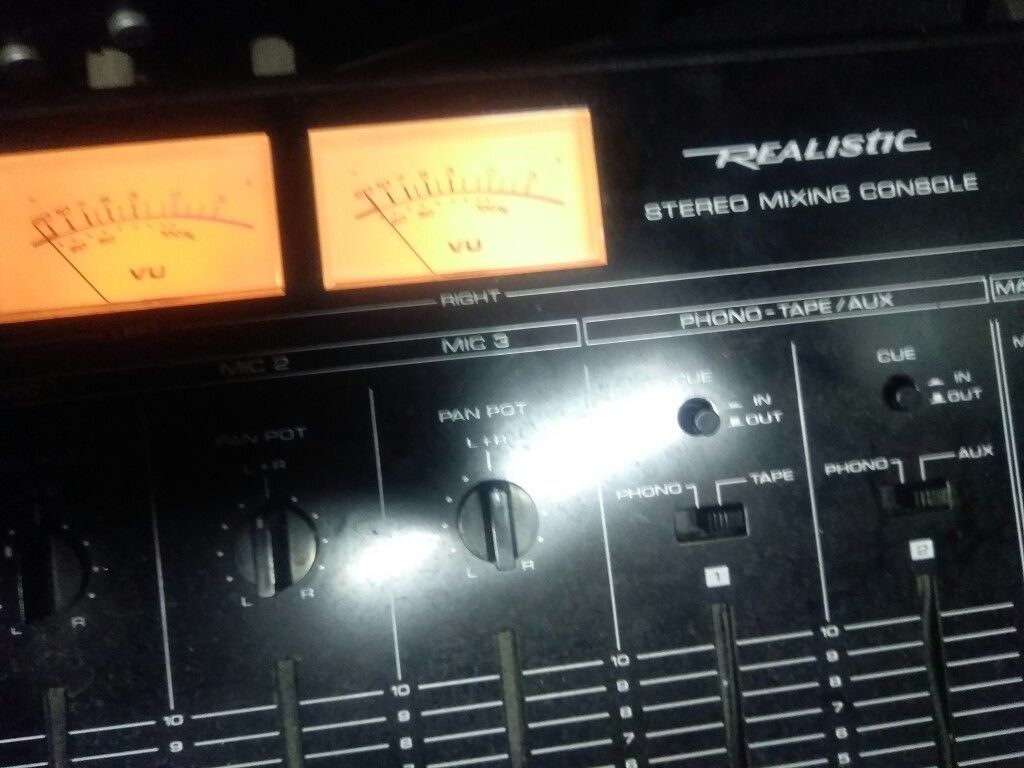 REALISTIC
STEREO MIXING CONSOLE
VU
VU
RIGHT
MIC 2
MIC 3
PHONO-TAPE/AUX
MA
PAN POT
L+R
L
R
PAN POT
L+R
L
R
L
R
CUE
IN
OUT
PHONO
TAPE
1
CUE
IN
OUT
PHONO
AUX
2
10
9
10
9
8
10
9
8
7
6
10
9
8
7
6
5